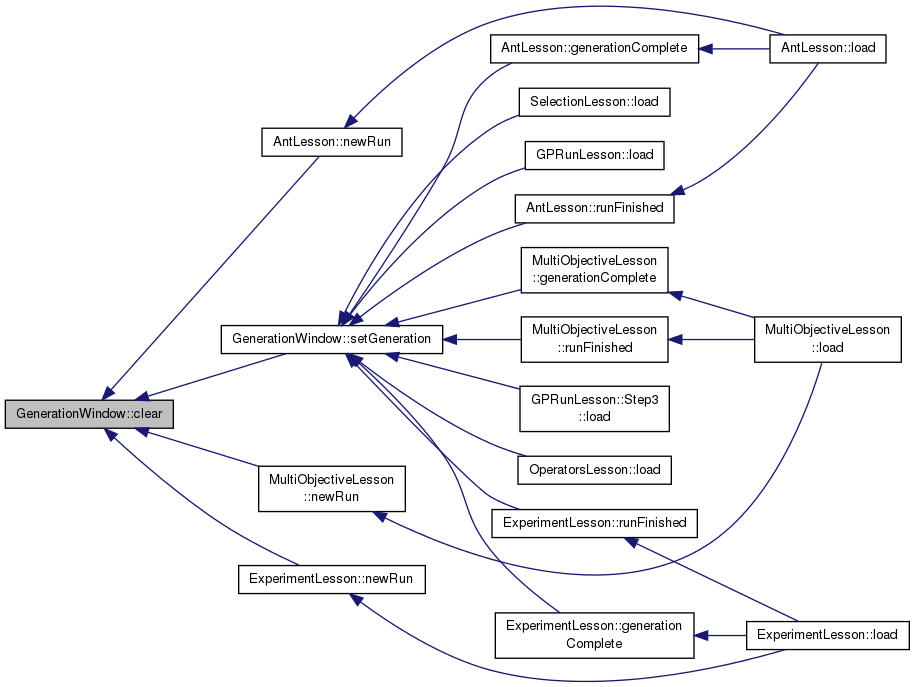 AntLesson::generationComplete
AntLesson::load
SelectionLesson::load
AntLesson::newRun
GPRunLesson::load
AntLesson::runFinished
MultiObjectiveLesson
::generationComplete
GenerationWindow::setGeneration
MultiObjectiveLesson
::runFinished
MultiObjectiveLesson
::load
GPRunLesson::Step3
::load
GenerationWindow::clear
OperatorsLesson::load
MultiObjectiveLesson
::newRun
ExperimentLesson::runFinished
ExperimentLesson::newRun
ExperimentLesson::generation
Complete
ExperimentLesson::load